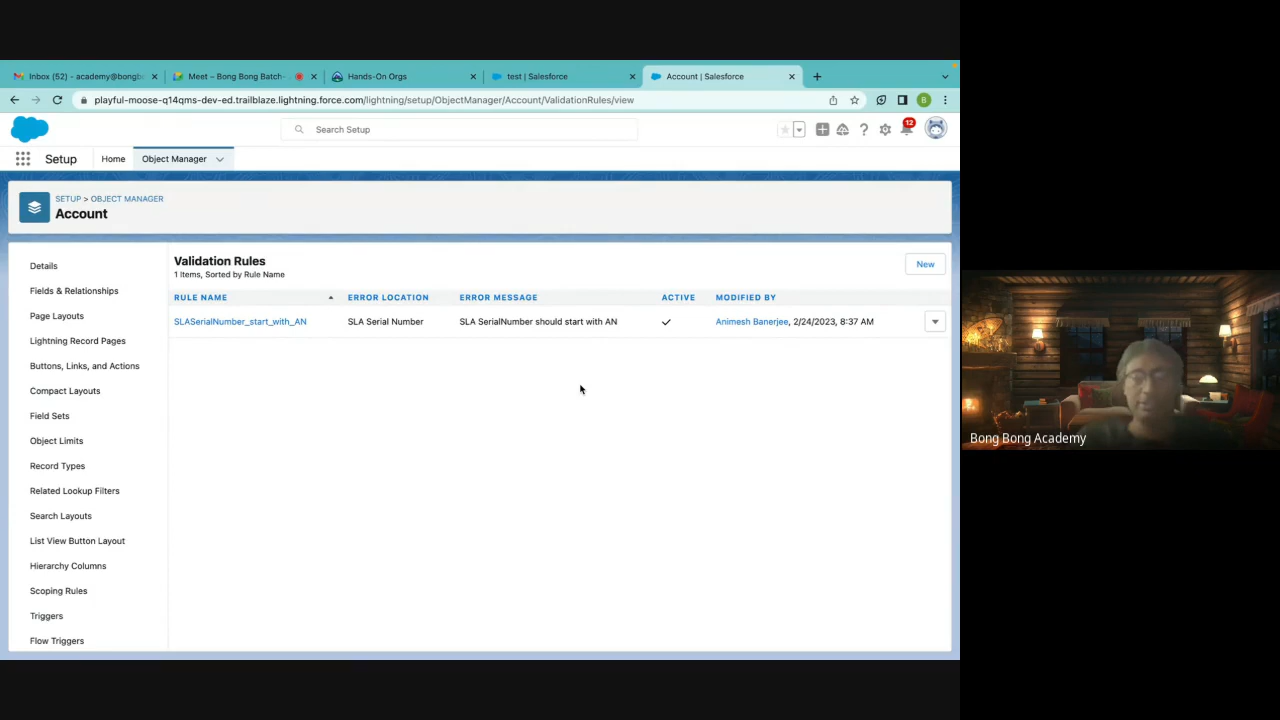 Inbox (52) - academy@bongb
Meet – Bong Bong Batch-
Hands-On Orgs
test | Salesforce
Account | Salesforce
playful-moose-q14qms-dev-ed.trailblaze.lightning.force.com/lightning/setup/ObjectManager/Account/ValidationRules/view
B
Search Setup
12
Setup
Home
Object Manager
SETUP > OBJECT MANAGER
Account
Details
Fields & Relationships
Page Layouts
Lightning Record Pages
Buttons, Links, and Actions
Compact Layouts
Field Sets
Object Limits
Record Types
Related Lookup Filters
Search Layouts
List View Button Layout
Hierarchy Columns
Scoping Rules
Triggers
Flow Triggers
Validation Rules
1 Items, Sorted by Rule Name
New
RULE NAME ERROR LOCATION ERROR MESSAGE ACTIVE MODIFIED BY
SLASerialNumber_start_with_AN SLA Serial Number SLA SerialNumber should start with AN Animesh Banerjee, 2/24/2023, 8:37 AM
Bong Bong Academy